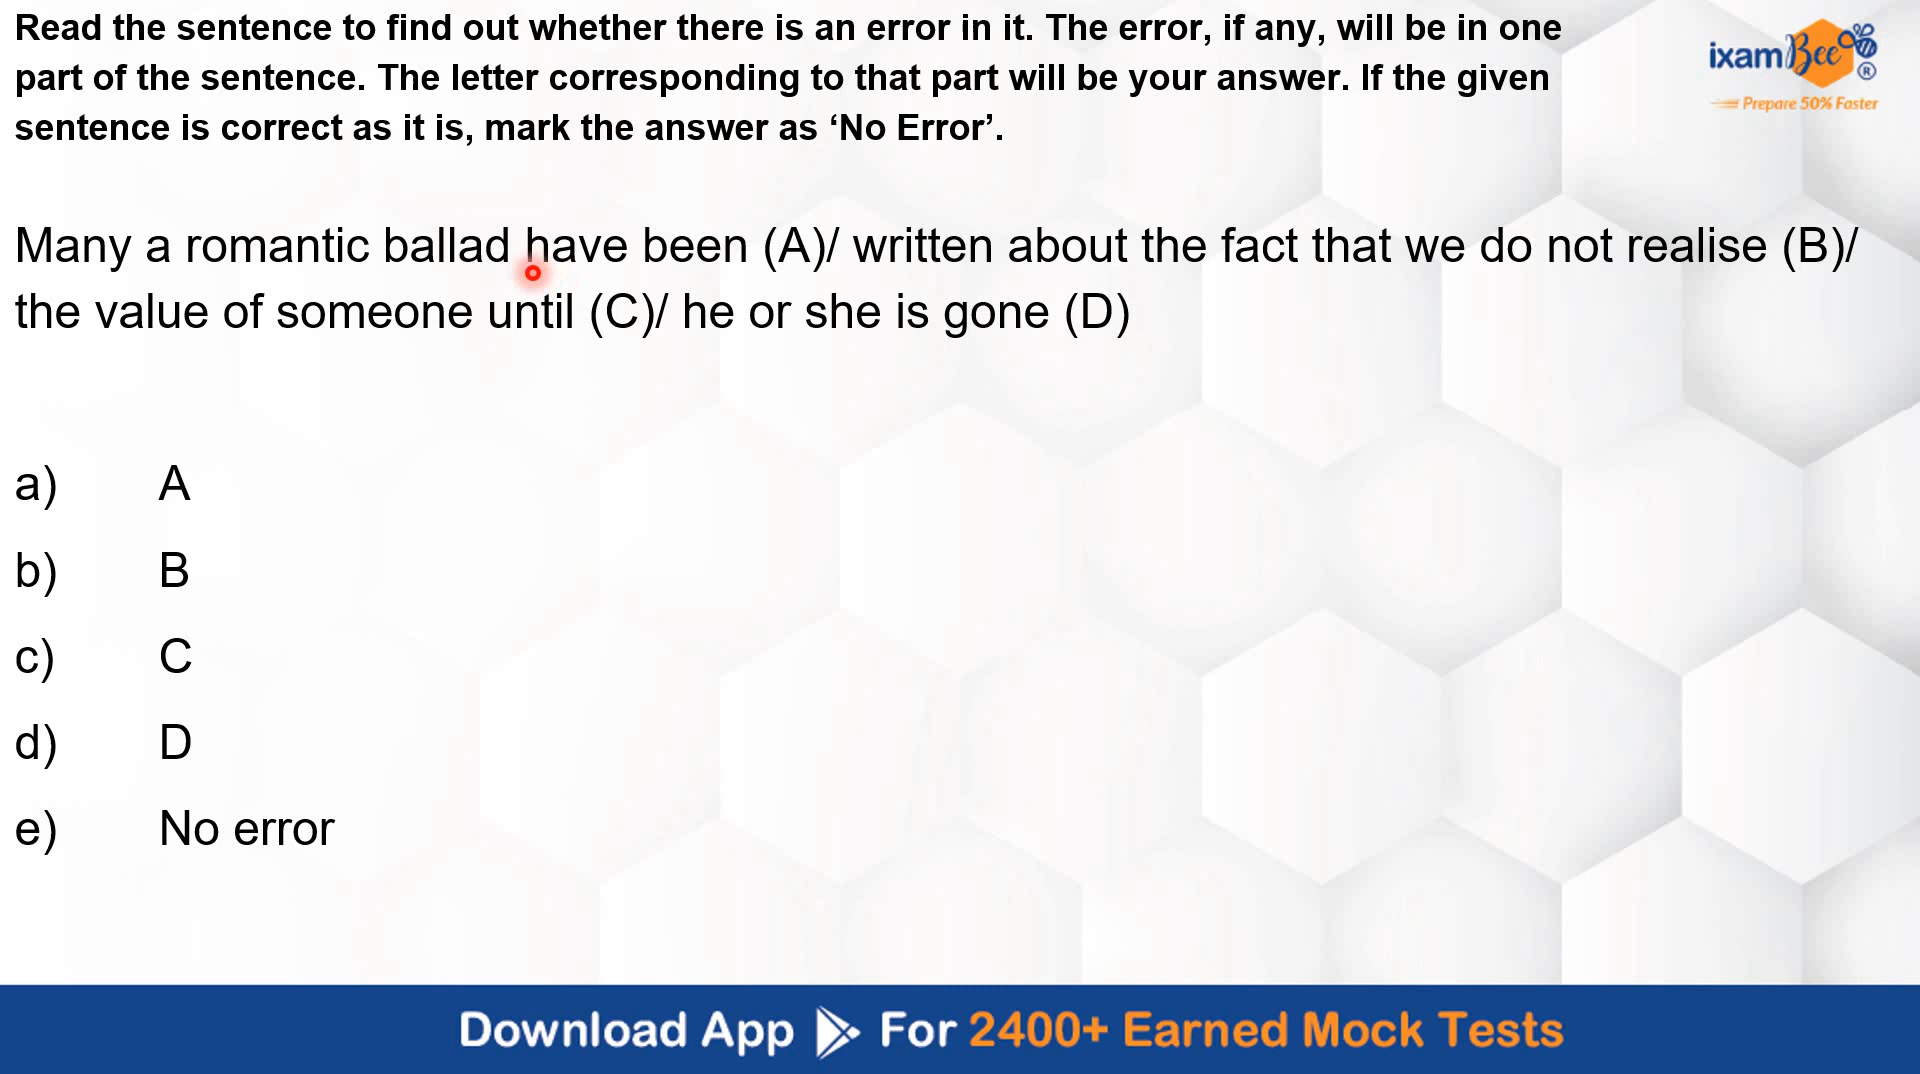 Read the sentence to find out whether there is an error in it. The error, if any, will be in one
part of the sentence. The letter corresponding to that part will be your answer. If the given
sentence is correct as it is, mark the answer as ‘No Error’.
ixamBee®
Prepare 50% Faster
Many a romantic ballad have been (A)/ written about the fact that we do not realise (B)/
the value of someone until (C)/ he or she is gone (D)
a) A
b) B
c) C
d) D
e) No error
Download App For 2400+ Earned Mock Tests